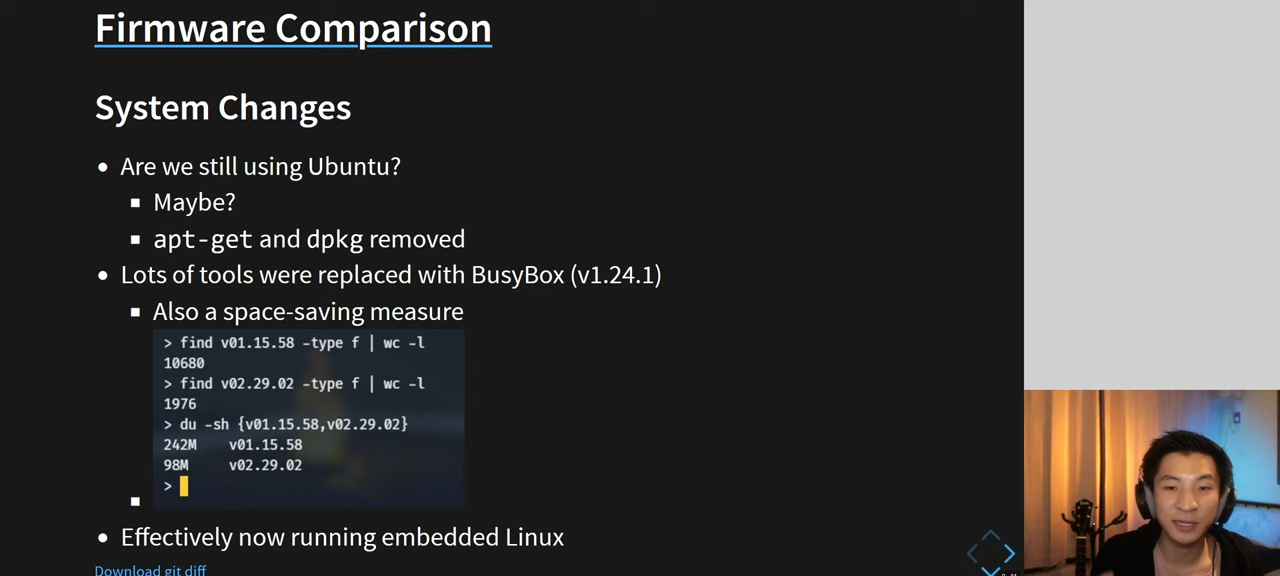 Firmware Comparison
System Changes
• Are we still using Ubuntu?
▪ Maybe?
▪ apt-get and dpkg removed
• Lots of tools were replaced with BusyBox (v1.24.1)
▪ Also a space-saving measure
> find v01.15.58 -type f | wc -l
10680
> find v02.29.02 -type f | wc -l
1976
> du -sh {v01.15.58,v02.29.02}
242M v01.15.58
98M v02.29.02
>
• Effectively now running embedded Linux
Download git diff